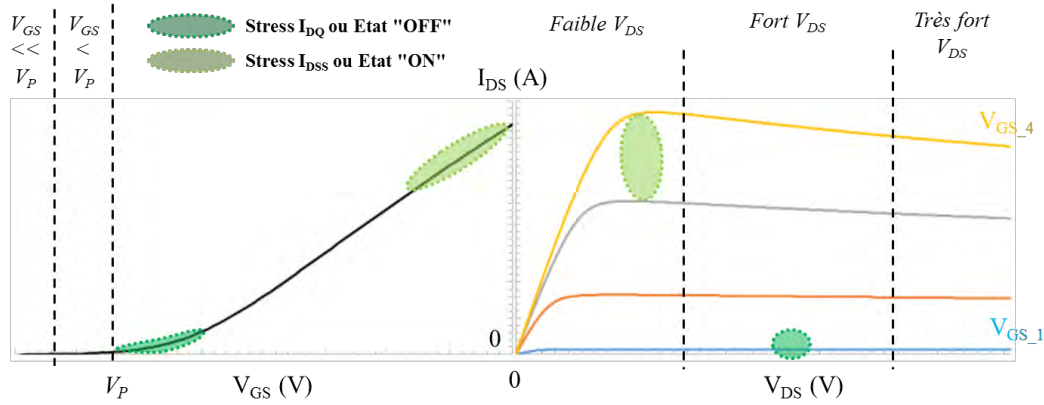 V_GS << V_P
V_GS < V_P
Stress I_DQ ou Etat "OFF"
Stress I_DSS ou Etat "ON"
Faible V_DS
Fort V_DS
Très fort
V_DS
I_DS (A)
V_GS_4
V_GS_1
0
V_P
V_GS (V)
0
V_DS (V)